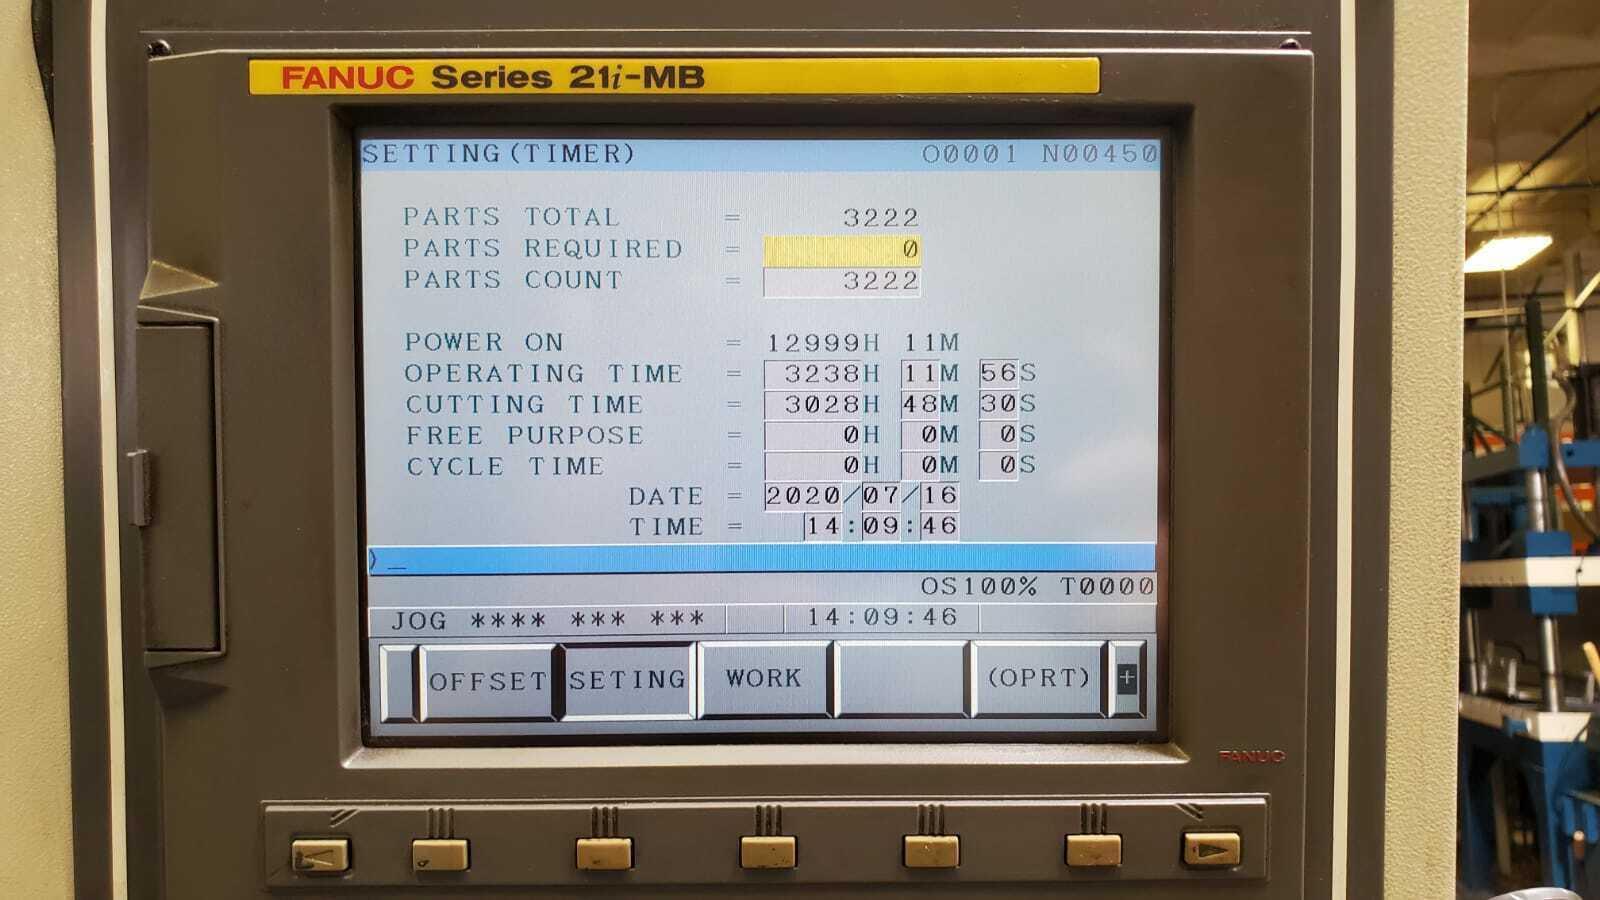 FANUC Series 21i-MB
SETTING(TIMER) O0001 N00450
PARTS TOTAL = 3222
PARTS REQUIRED = 0
PARTS COUNT = 3222
POWER ON = 12999H 11M
OPERATING TIME = 3238H 11M 56S
CUTTING TIME = 3028H 48M 30S
FREE PURPOSE = 0H 0M 0S
CYCLE TIME = 0H 0M 0S
DATE = 2020/07/16
TIME = 14:09:46
)_
OS100% T0000
JOG **** *** *** 14:09:46
OFFSET SETING WORK (OPRT) +
FANUC